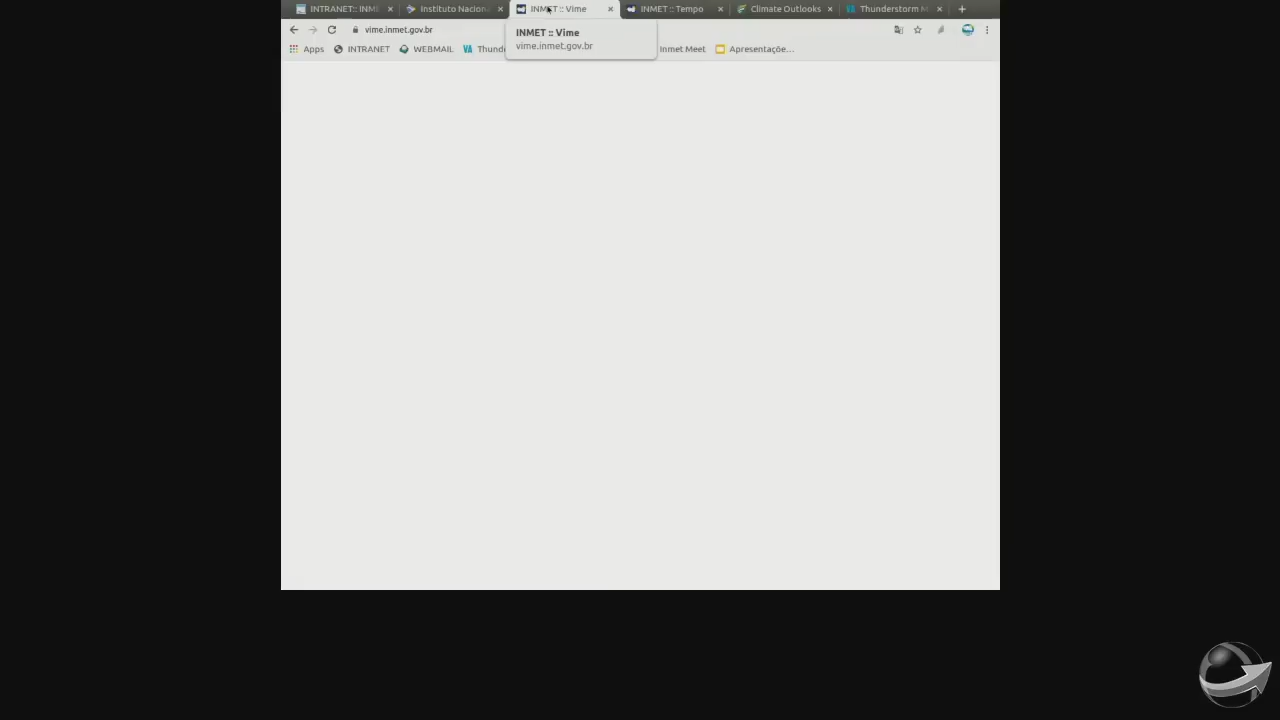 INTRANET:: INM
Instituto Nacion
INMET :: Vime
INMET :: Tempo
Climate Outlooks
Thunderstorm M
vime.inmet.gov.br
INMET :: Vime
vime.inmet.gov.br
Apps
INTRANET
WEBMAIL
Thund
Inmet Meet
Apresentaçõe...